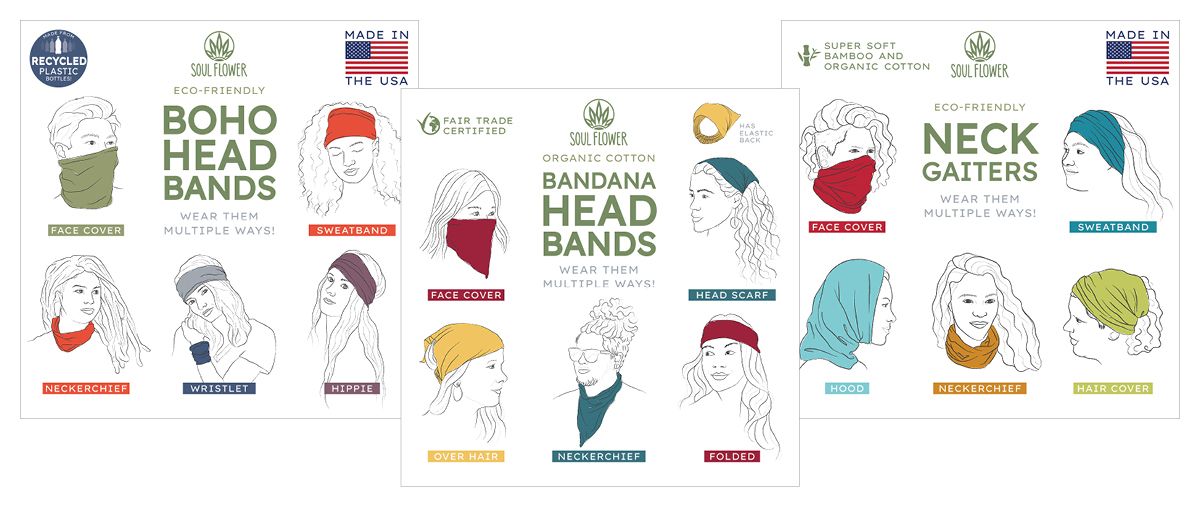 MADE FROM
RECYCLED
PLASTIC
BOTTLES!
SOUL FLOWER
MADE IN
THE USA
ECO-FRIENDLY
BOHO
HEAD
BANDS
WEAR THEM
MULTIPLE WAYS!
FACE COVER
SWEATBAND
NECKERCHIEF
WRISTLET
HIPPIE
FAIR TRADE
CERTIFIED
SOUL FLOWER
HAS
ELASTIC
BACK
ORGANIC COTTON
BANDANA
HEAD
BANDS
WEAR THEM
MULTIPLE WAYS!
FACE COVER
HEAD SCARF
OVER HAIR
NECKERCHIEF
FOLDED
SUPER SOFT
BAMBOO AND
ORGANIC COTTON
SOUL FLOWER
MADE IN
THE USA
ECO-FRIENDLY
NECK
GAITERS
WEAR THEM
MULTIPLE WAYS!
FACE COVER
SWEATBAND
HOOD
NECKERCHIEF
HAIR COVER